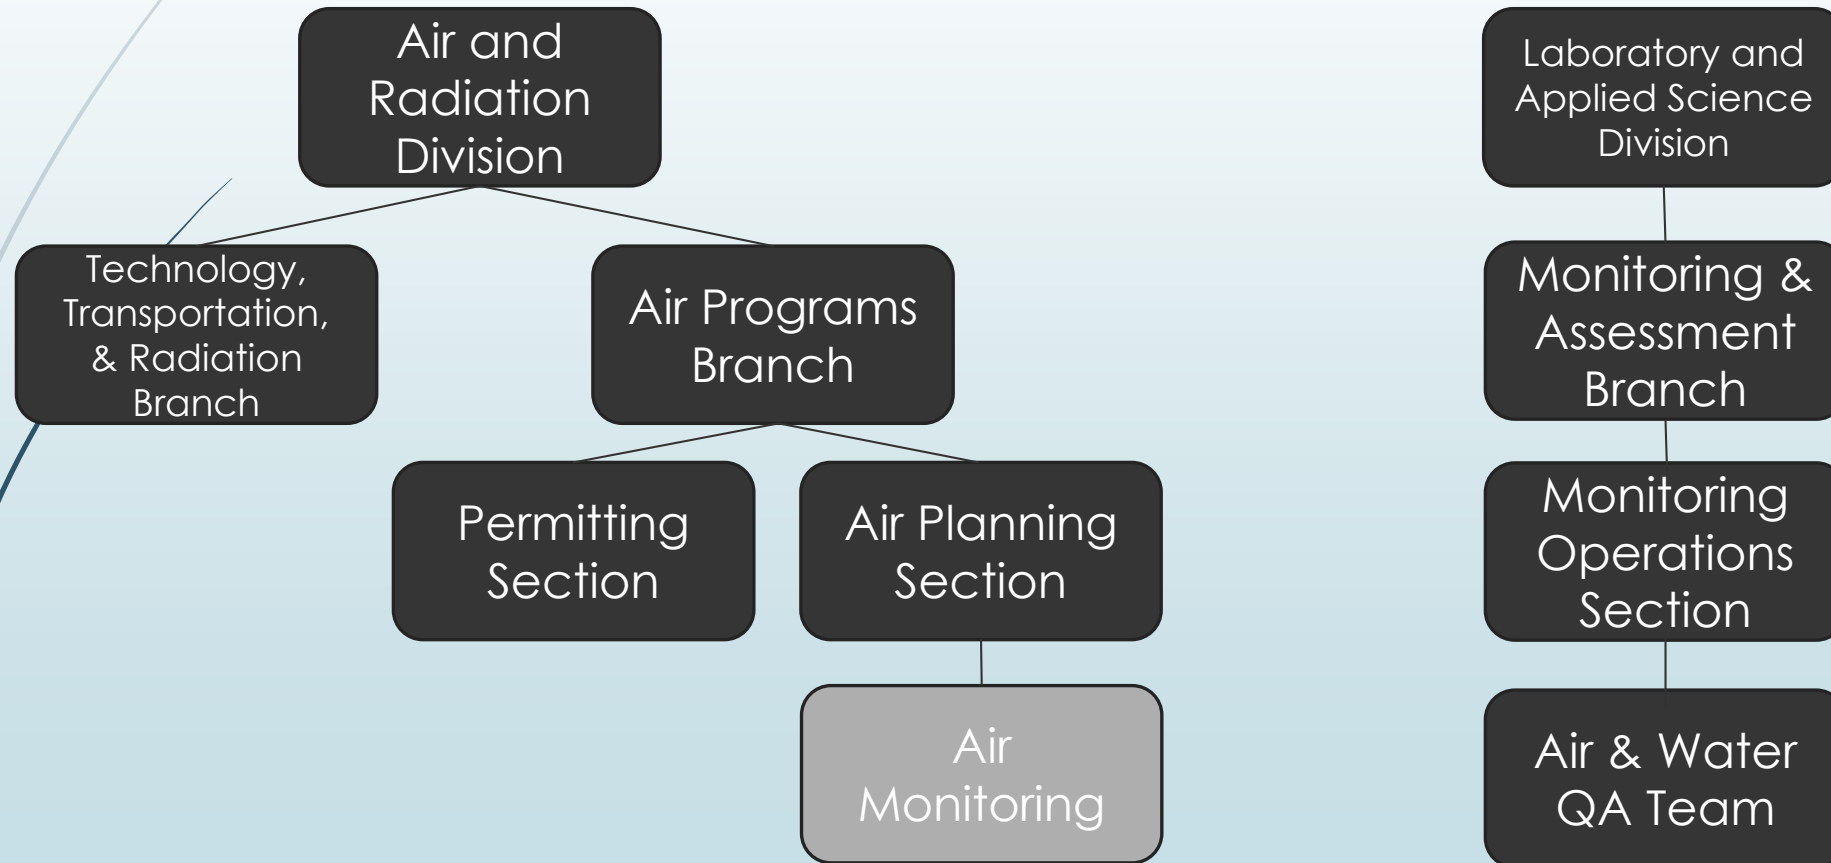 Air and
Radiation
Division
Laboratory and
Applied Science
Division
Technology,
Transportation,
& Radiation
Branch
Air Programs
Branch
Monitoring &
Assessment
Branch
Permitting
Section
Air Planning
Section
Monitoring
Operations
Section
Air
Monitoring
Air & Water
QA Team